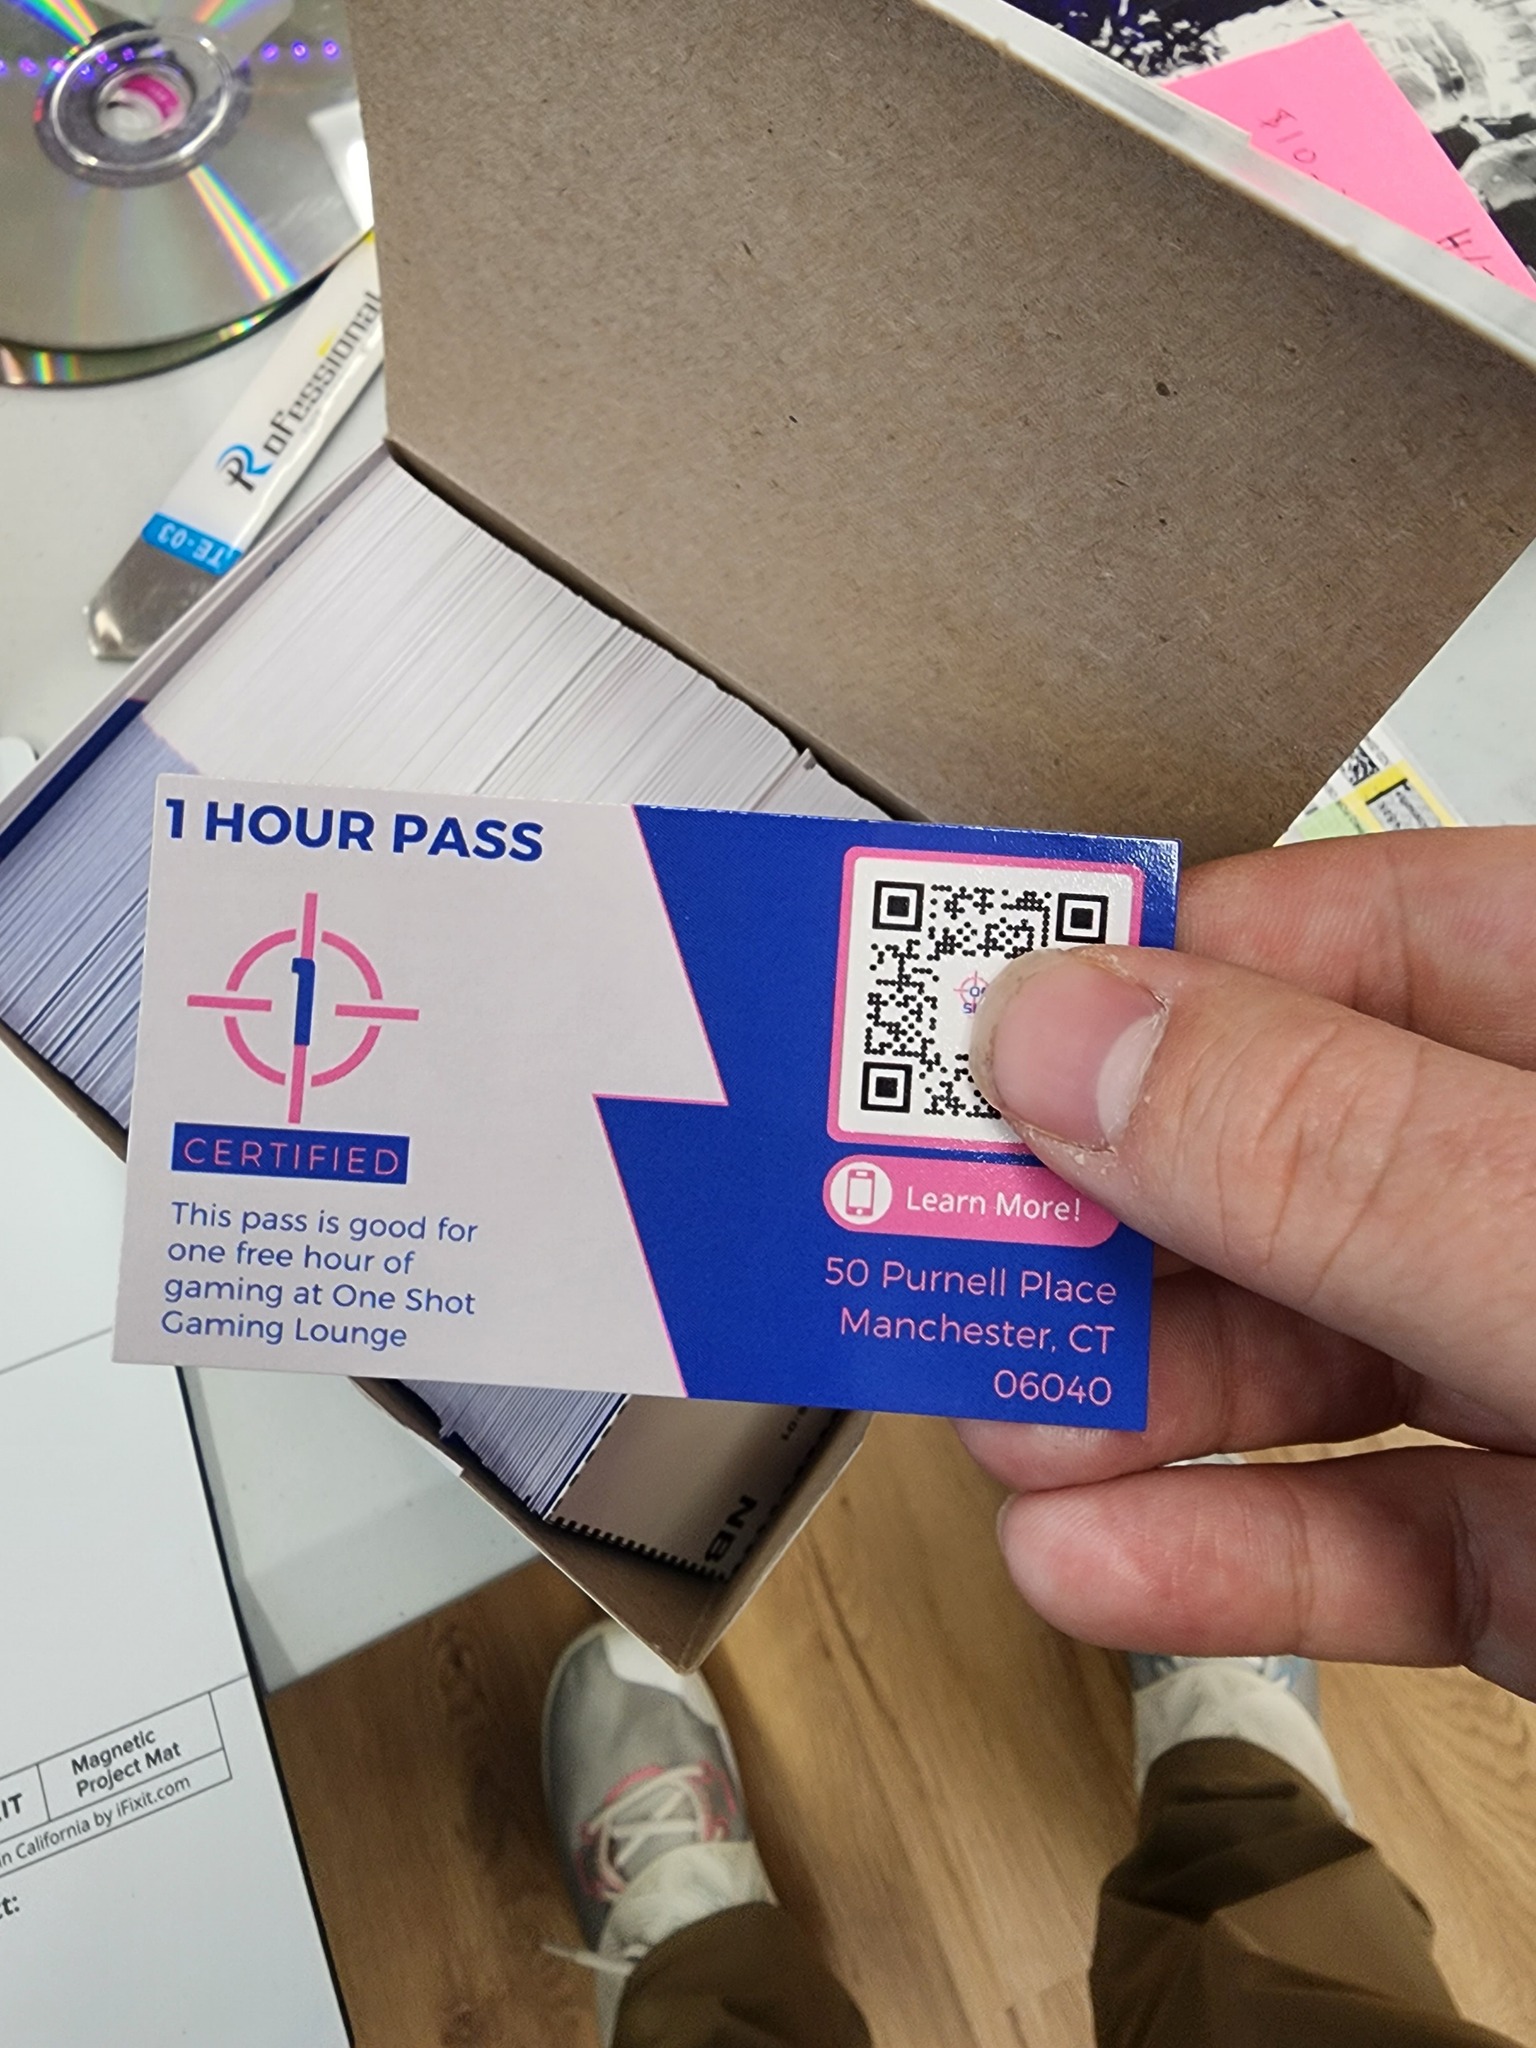 $10
Professional
TE-03
1 HOUR PASS
1
CERTIFIED
This pass is good for
one free hour of
gaming at One Shot
Gaming Lounge
Learn More!
50 Purnell Place
Manchester, CT
06040
NB
Magnetic
Project Mat
in California by iFixit.com